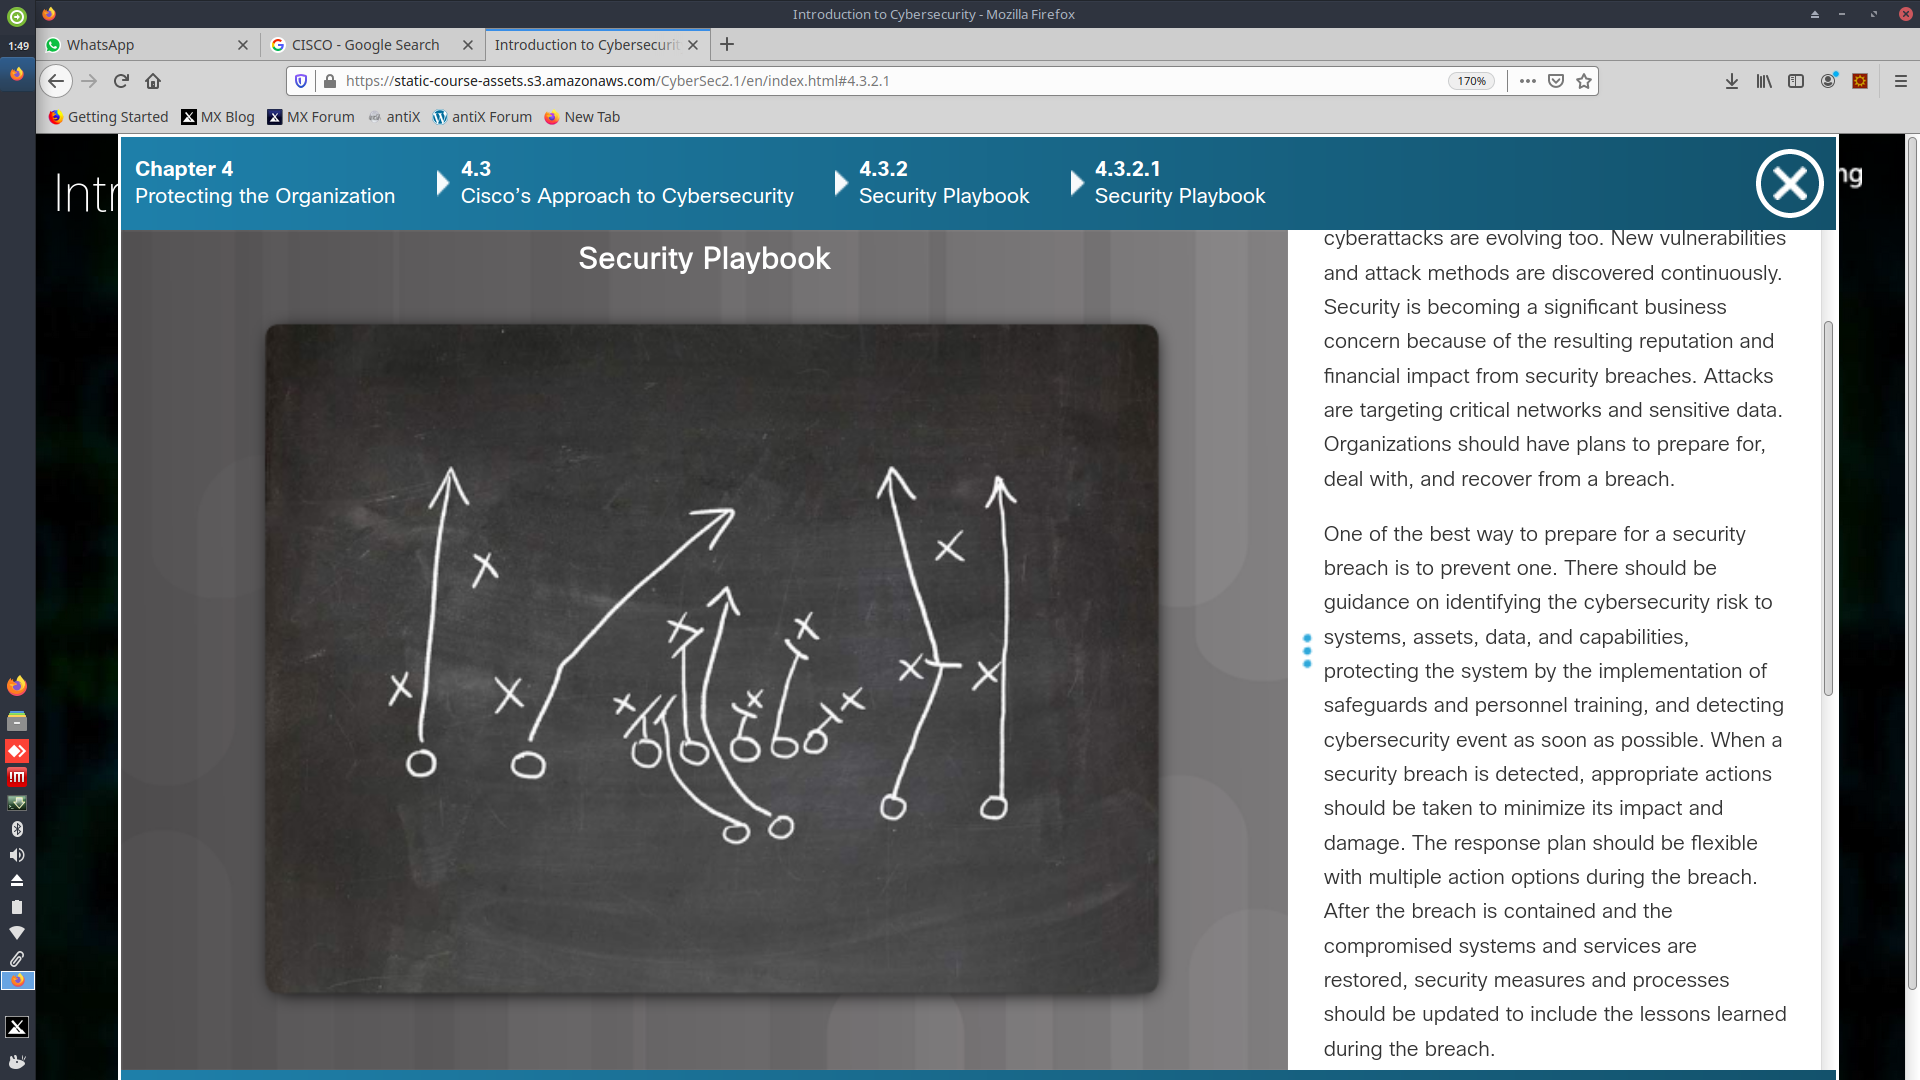 Introduction to Cybersecurity - Mozilla Firefox
1:49
WhatsApp
CISCO - Google Search
Introduction to Cybersecurit
https://static-course-assets.s3.amazonaws.com/CyberSec2.1/en/index.html#4.3.2.1
170%
Getting Started
MX Blog
MX Forum
antiX
antiX Forum
New Tab
Intr
ng
Chapter 4
Protecting the Organization
4.3
Cisco's Approach to Cybersecurity
4.3.2
Security Playbook
4.3.2.1
Security Playbook
Security Playbook
cyberattacks are evolving too. New vulnerabilities
and attack methods are discovered continuously.
Security is becoming a significant business
concern because of the resulting reputation and
financial impact from security breaches. Attacks
are targeting critical networks and sensitive data.
Organizations should have plans to prepare for,
deal with, and recover from a breach.
One of the best way to prepare for a security
breach is to prevent one. There should be
guidance on identifying the cybersecurity risk to
systems, assets, data, and capabilities,
protecting the system by the implementation of
safeguards and personnel training, and detecting
cybersecurity event as soon as possible. When a
security breach is detected, appropriate actions
should be taken to minimize its impact and
damage. The response plan should be flexible
with multiple action options during the breach.
After the breach is contained and the
compromised systems and services are
restored, security measures and processes
should be updated to include the lessons learned
during the breach.